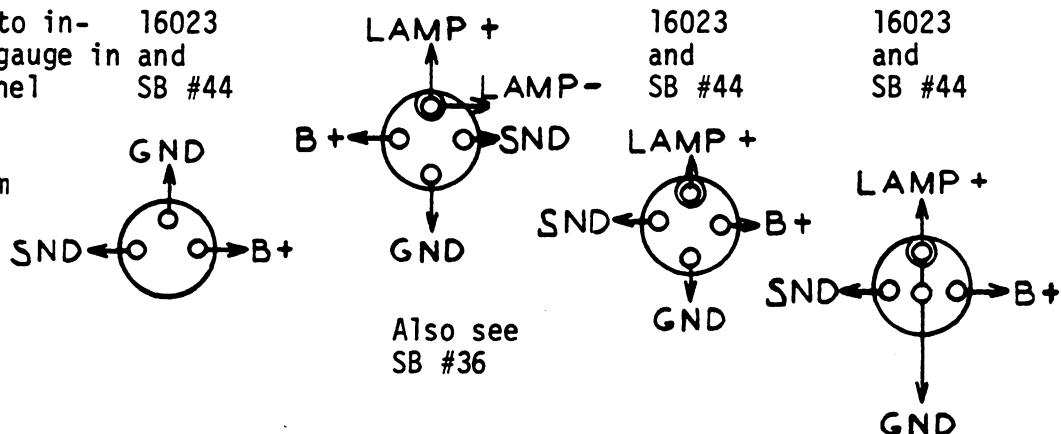 to in-
gauge in
nel
n
16023
and
SB #44
GND
SND
B+
LAMP +
LAMP-
B+
SND
GND
Also see
SB #36
16023
and
SB #44
LAMP +
SND
B+
GND
16023
and
SB #44
LAMP +
SND
B+
GND